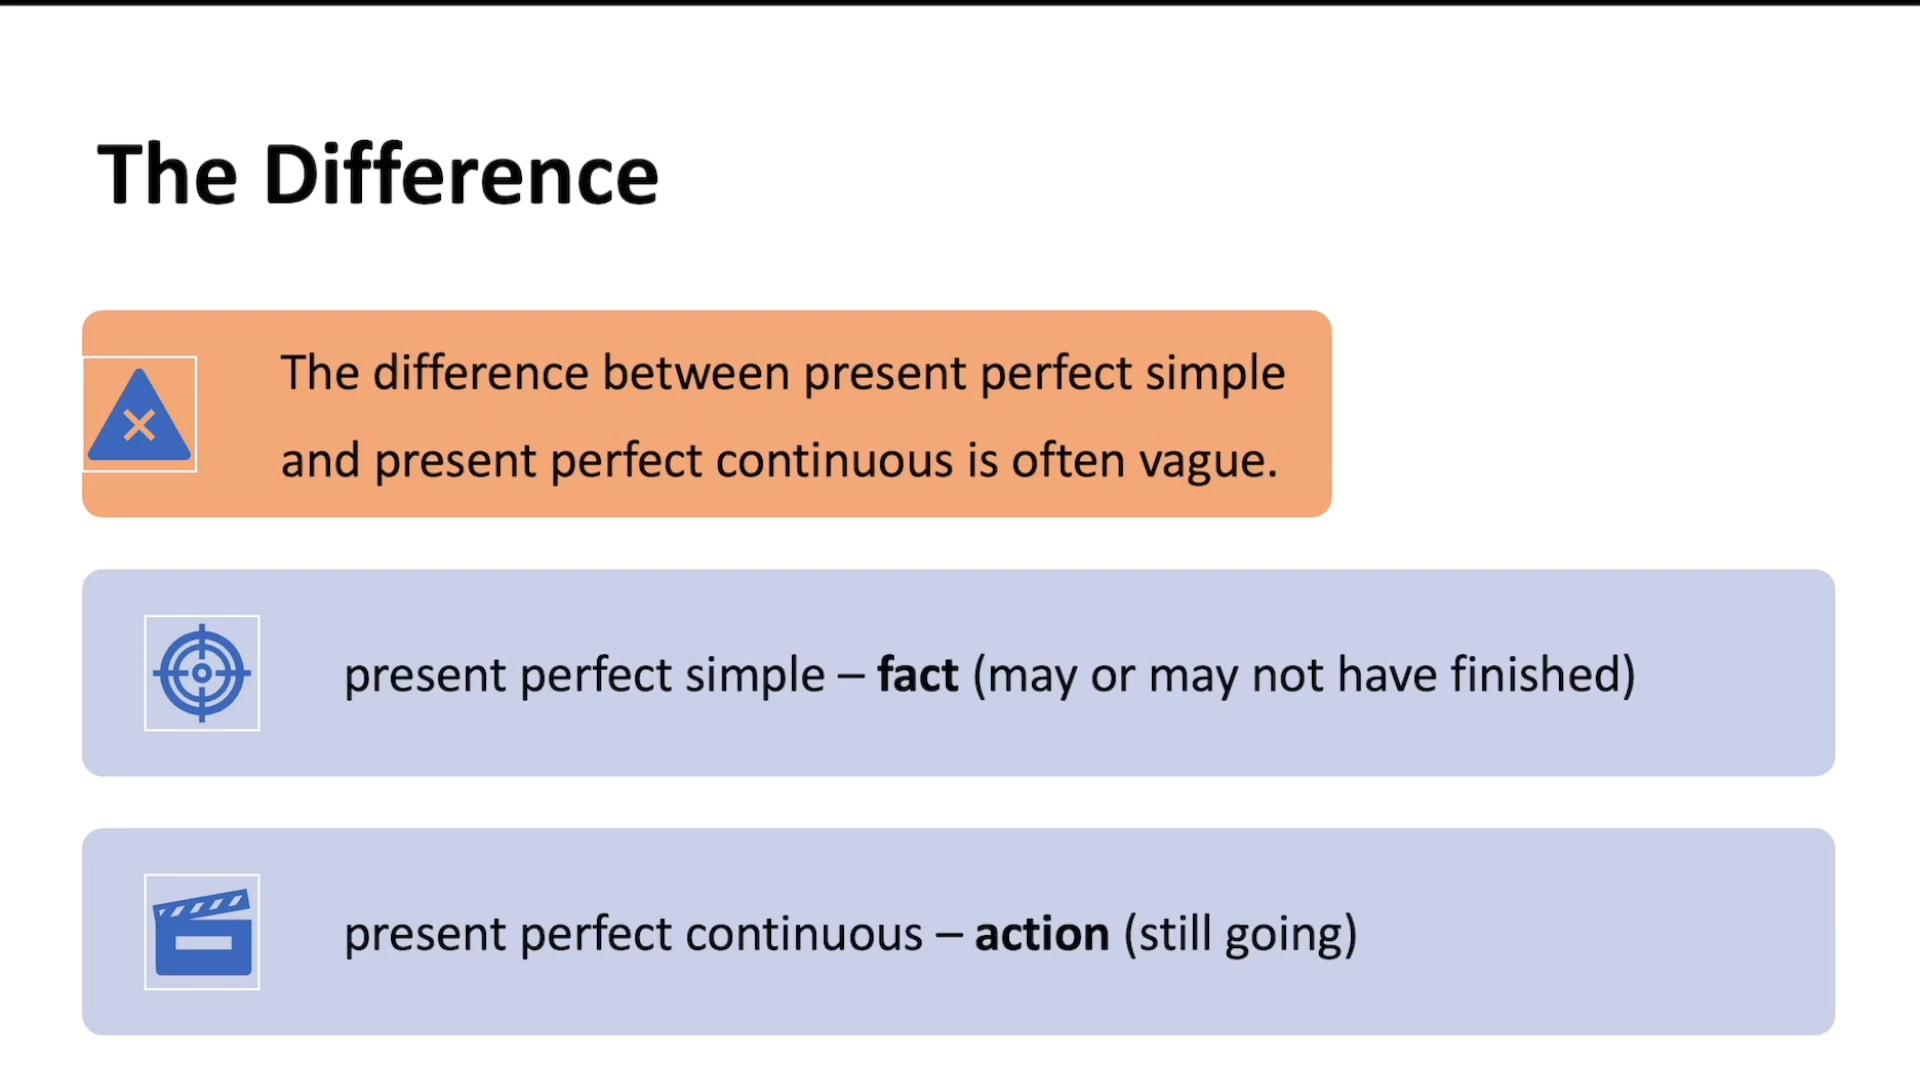 The Difference
The difference between present perfect simple
and present perfect continuous is often vague.
present perfect simple – fact (may or may not have finished)
present perfect continuous – action (still going)